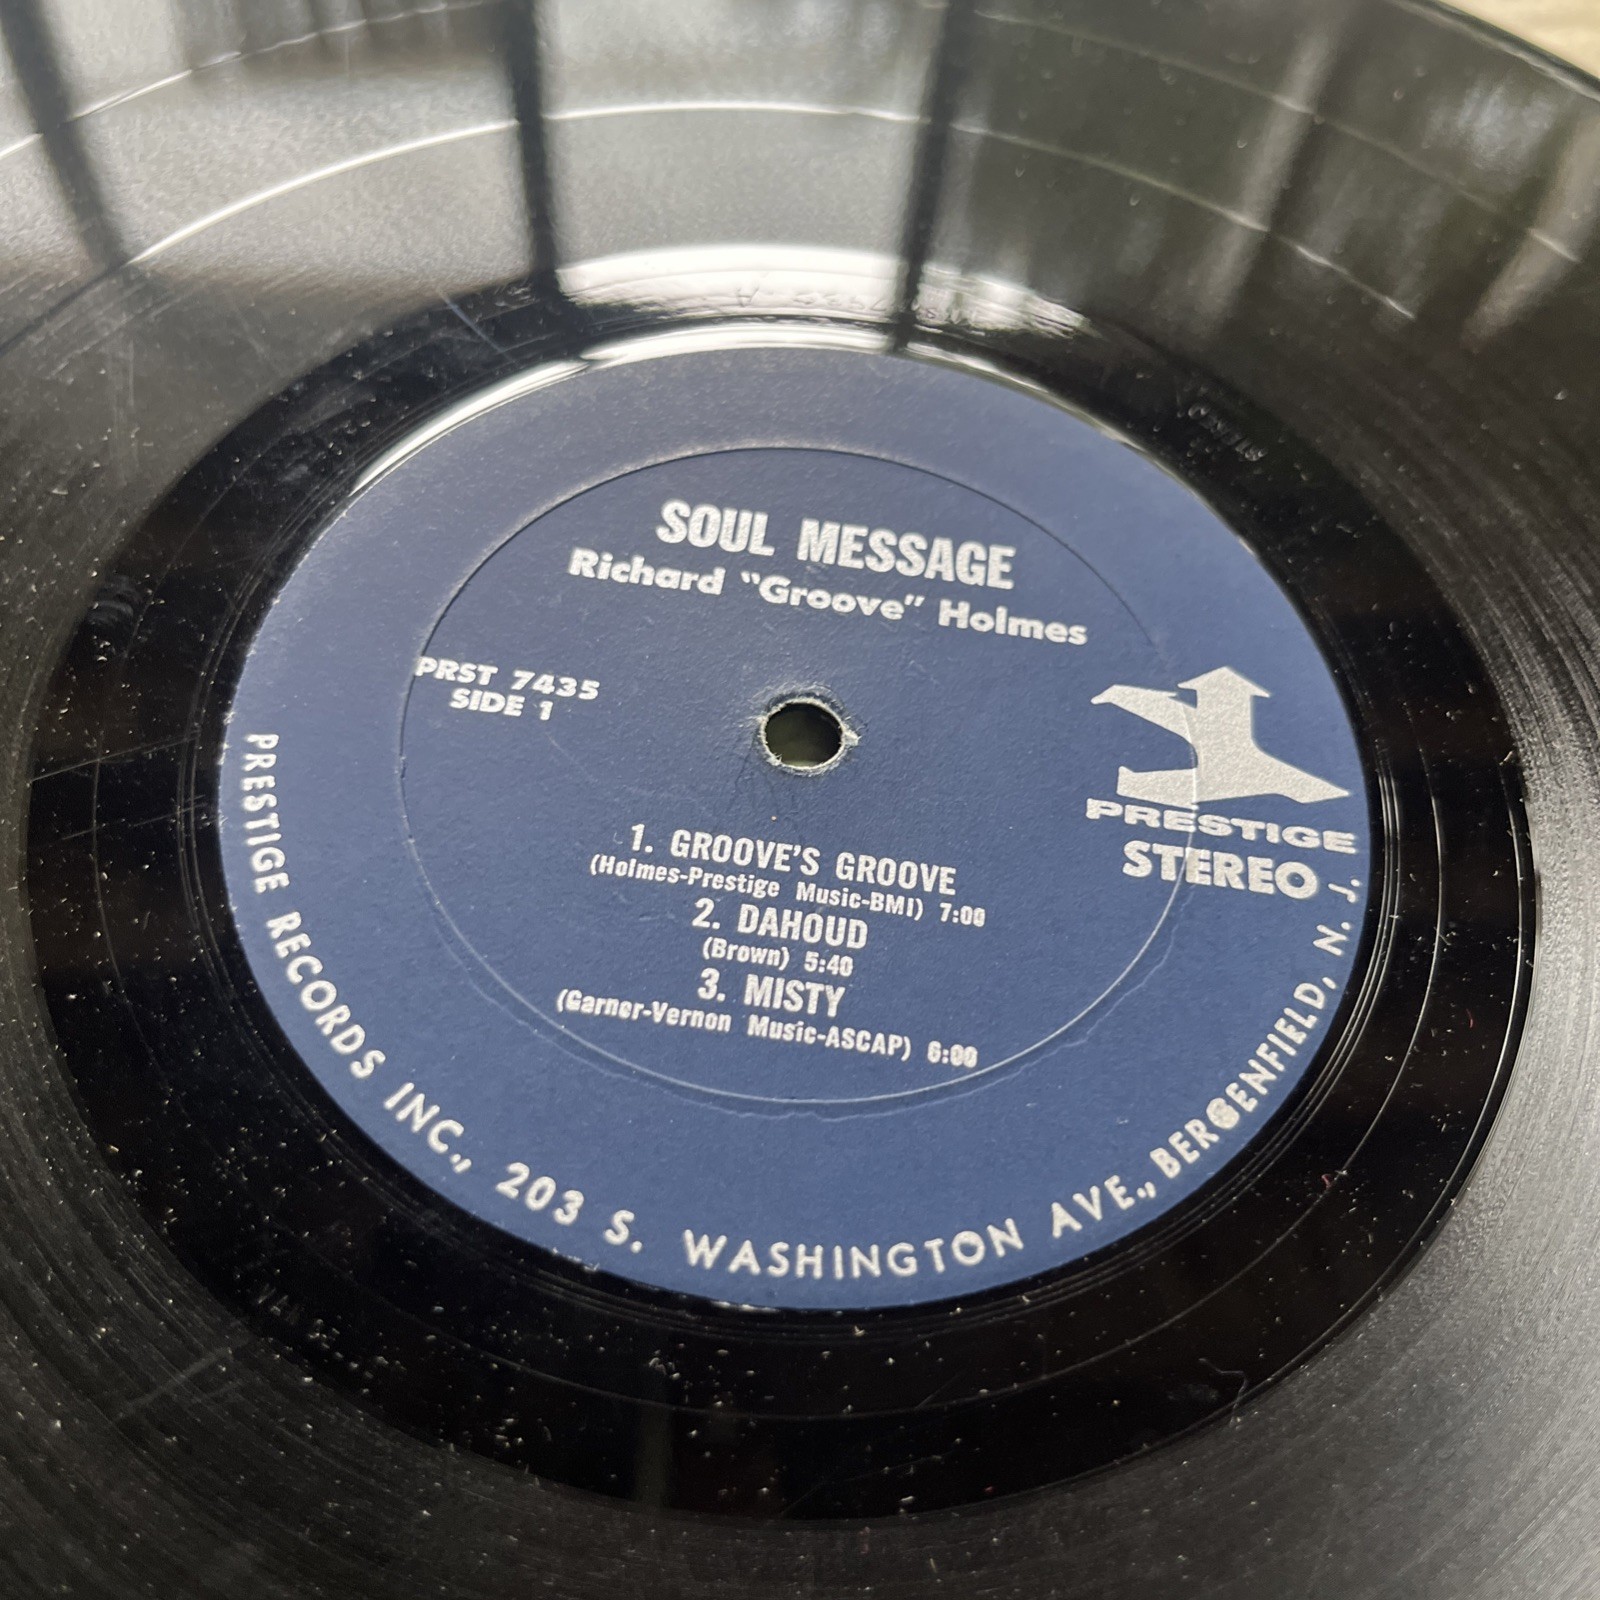 SOUL MESSAGE
Richard "Groove" Holmes
PRST 7435
SIDE 1
PRESTIGE
STEREO
1. GROOVE'S GROOVE
(Holmes-Prestige Music-BMI) 7:00
2. DAHOUD
(Brown) 5:40
3. MISTY
(Garner-Vernon Music-ASCAP) 6:00
PRESTIGE RECORDS INC., 203 S. WASHINGTON AVE., BERGENFIELD, N. J.